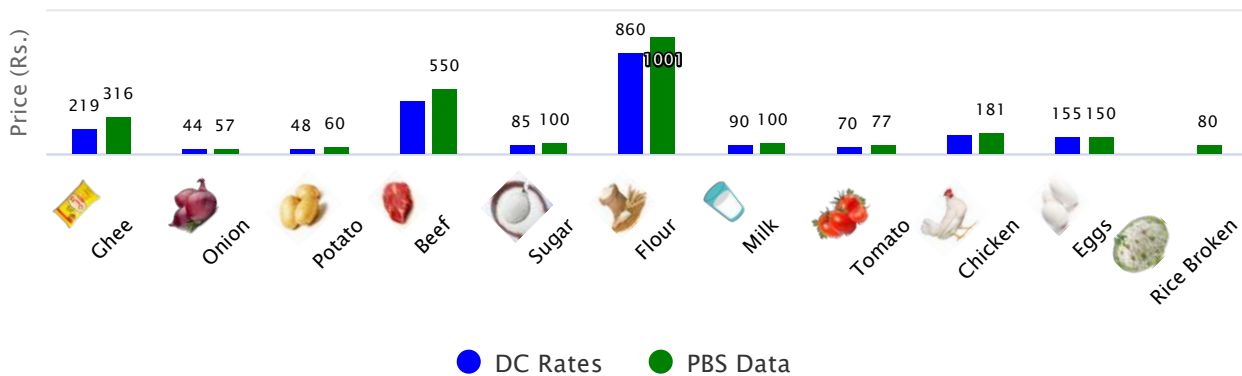 Price (Rs.)
219 316 44 57 48 60 550 85 100 860 1001 90 100 70 77 181 155 150 80
Ghee Onion Potato Beef Sugar Flour Milk Tomato Chicken Eggs Rice Broken
DC Rates PBS Data